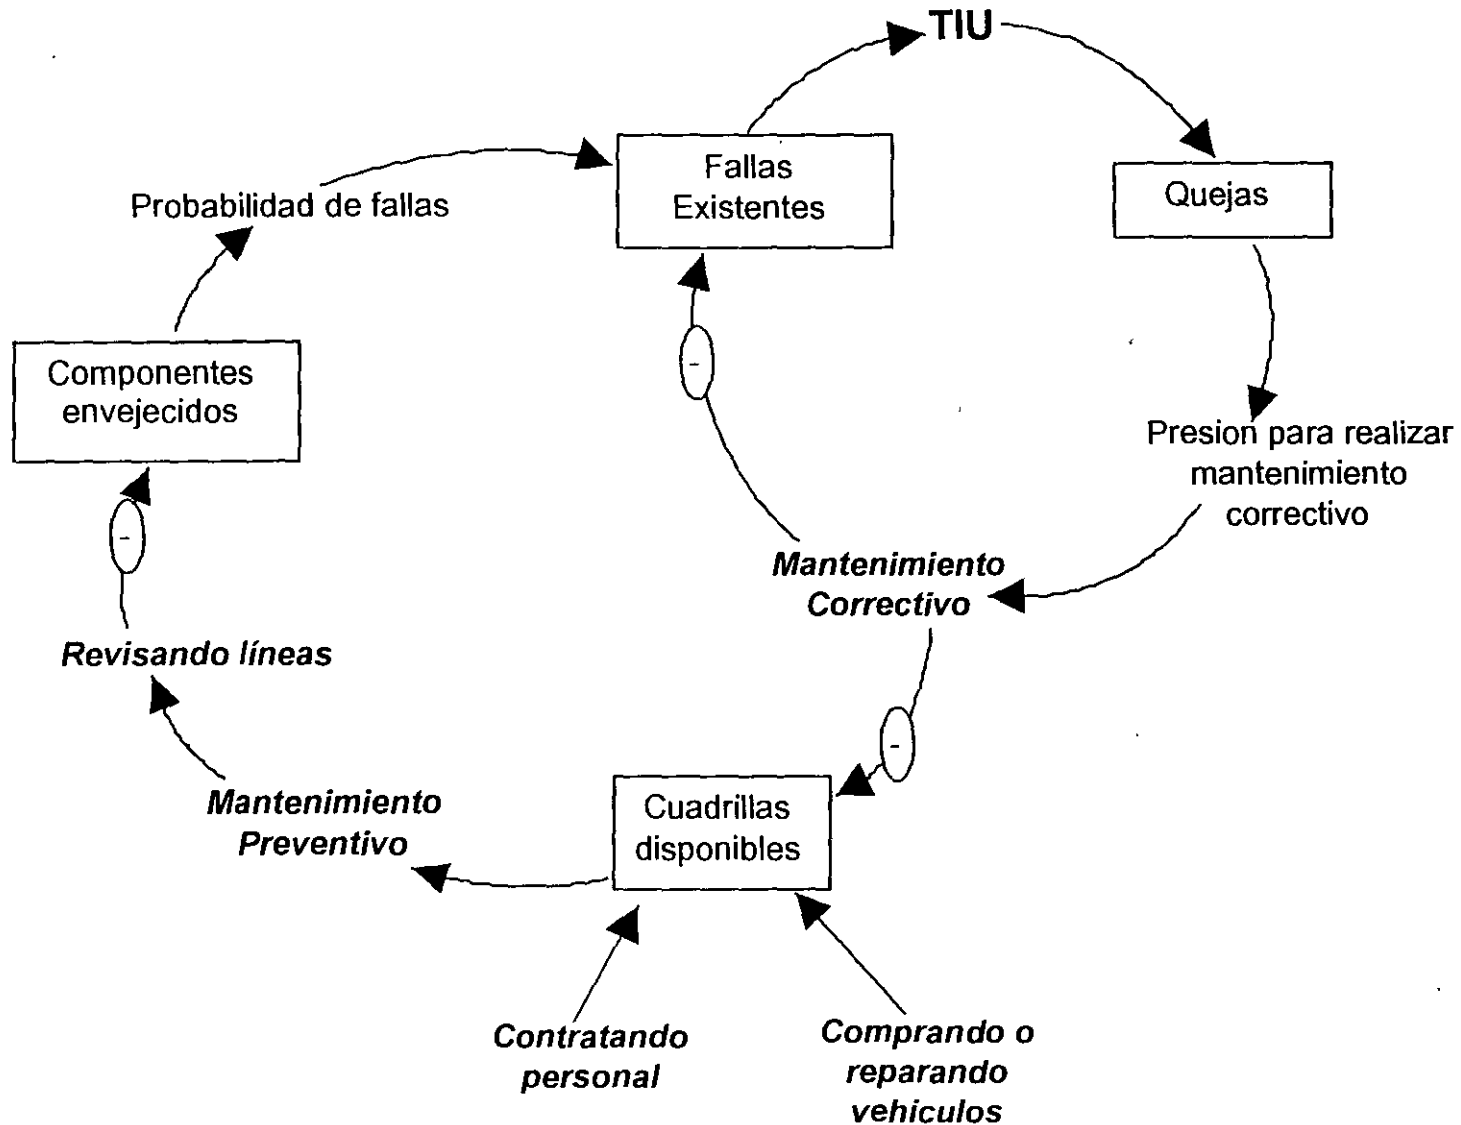 TIU
Fallas
Existentes
Quejas
Probabilidad de fallas
Componentes
envejecidos
Presion para realizar
mantenimiento
correctivo
-
-
Mantenimiento
Correctivo
Revisando líneas
-
Mantenimiento
Preventivo
Cuadrillas
disponibles
Contratando
personal
Comprando o
reparando
vehiculos